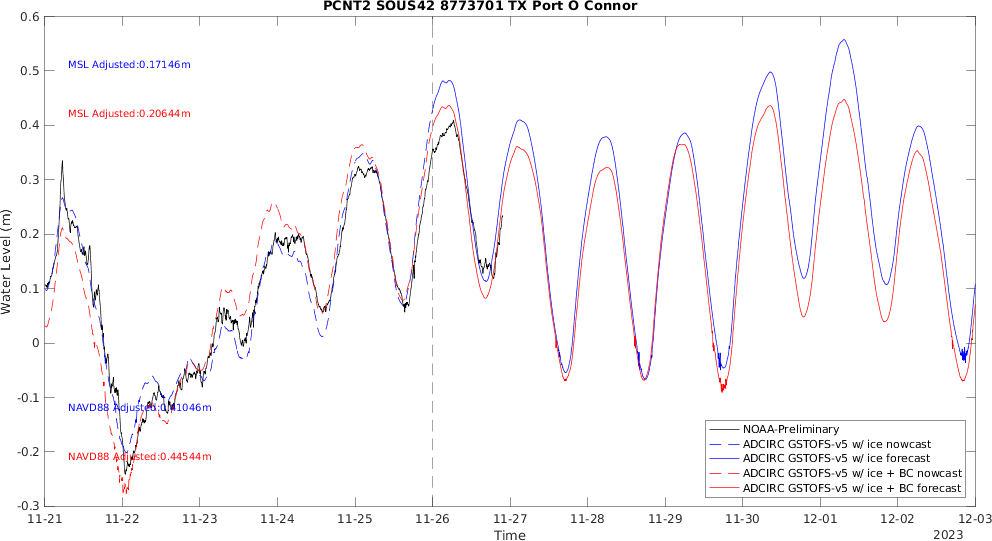 PCNT2 SOUS42 8773701 TX Port O Connor
0.6
0.5
0.4
0.3
0.2
0.1
0
-0.1
-0.2
-0.3
Water Level (m)
MSL Adjusted:0.17146m
MSL Adjusted:0.20644m
NAVD88 Adjusted:0.41046m
NAVD88 Adjusted:0.44544m
NOAA-Preliminary
ADCIRC GSTOFS-v5 w/ ice nowcast
ADCIRC GSTOFS-v5 w/ ice forecast
ADCIRC GSTOFS-v5 w/ ice + BC nowcast
ADCIRC GSTOFS-v5 w/ ice + BC forecast
11-21 11-22 11-23 11-24 11-25 11-26 11-27 11-28 11-29 11-30 12-01 12-02 12-03
Time
2023